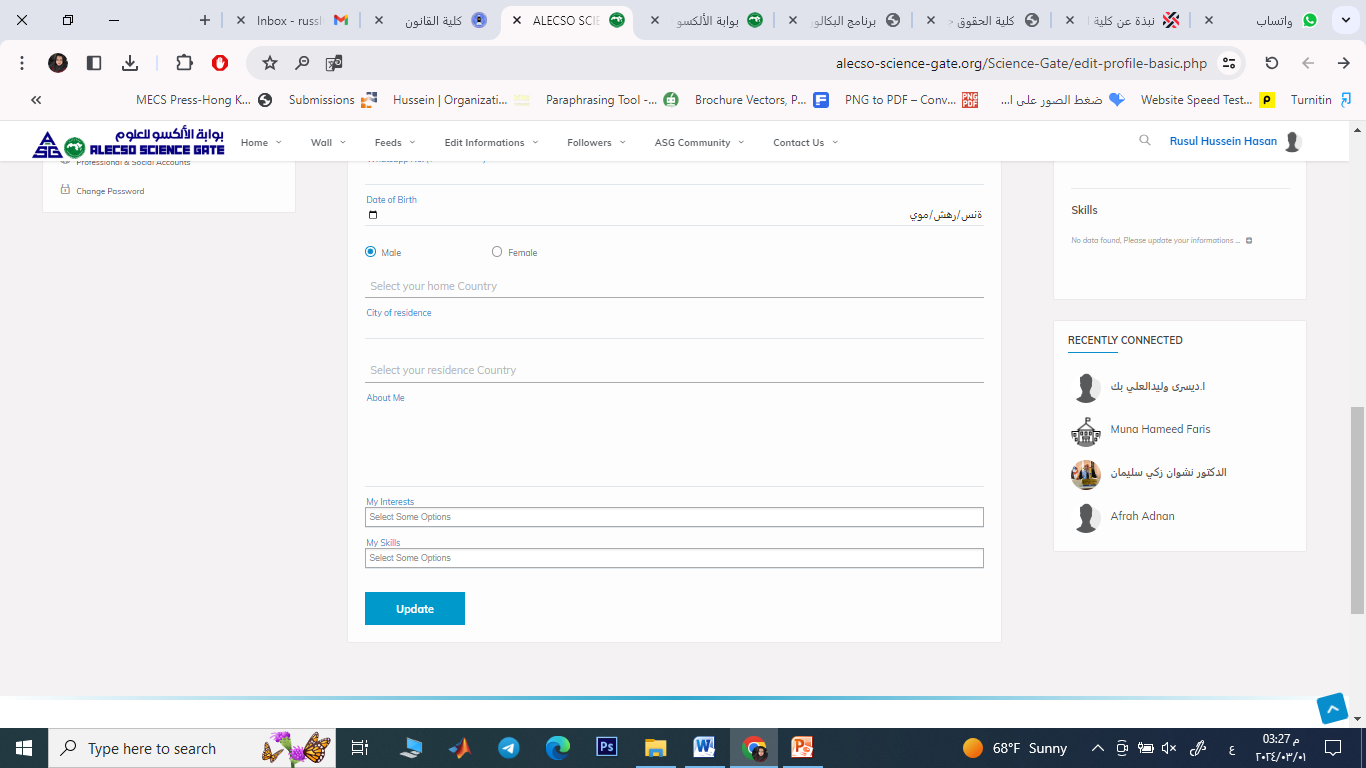 واتساب
نبذة عن كلية ا
كلية الحقوق -
برنامج البكالور
بوابة الألكسو
ALECSO SCIE
كلية القانون
Inbox - russl
alecso-science-gate.org/Science-Gate/edit-profile-basic.php
MECS Press-Hong K...
Submissions
Hussein | Organizati...
Paraphrasing Tool -...
Brochure Vectors, P...
PNG to PDF – Conv...
ضغط الصور على ا...
Website Speed Test...
Turnitin
بوابة الألكسو للعلوم
ALECSO SCIENCE GATE
ASG
Home
Wall
Feeds
Edit Informations
Followers
ASG Community
Contact Us
Rusul Hussein Hasan
Professional & Social Accounts
Change Password
Date of Birth
ةنس/رهش/موي
Male
Female
Select your home Country
City of residence
Select your residence Country
About Me
My Interests
Select Some Options
My Skills
Select Some Options
Update
Skills
No data found, Please update your informations ...
RECENTLY CONNECTED
ا.ديسرى وليدالعلي بك
Muna Hameed Faris
الدكتور نشوان زكي سليمان
Afrah Adnan
Type here to search
68°F Sunny
ع
03:27 م
٢٠٢٤/٠٣/٠١